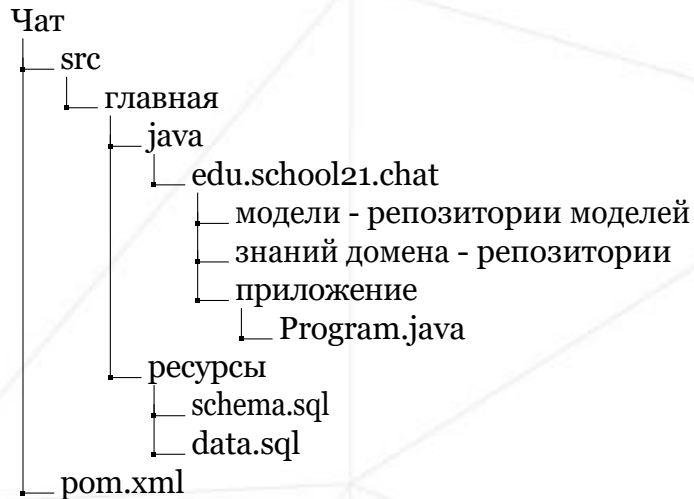 Чат
src
главная
java
edu.school21.chat
модели - репозитории моделей
знаний домена - репозитории
приложение
Program.java
ресурсы
schema.sql
data.sql
pom.xml